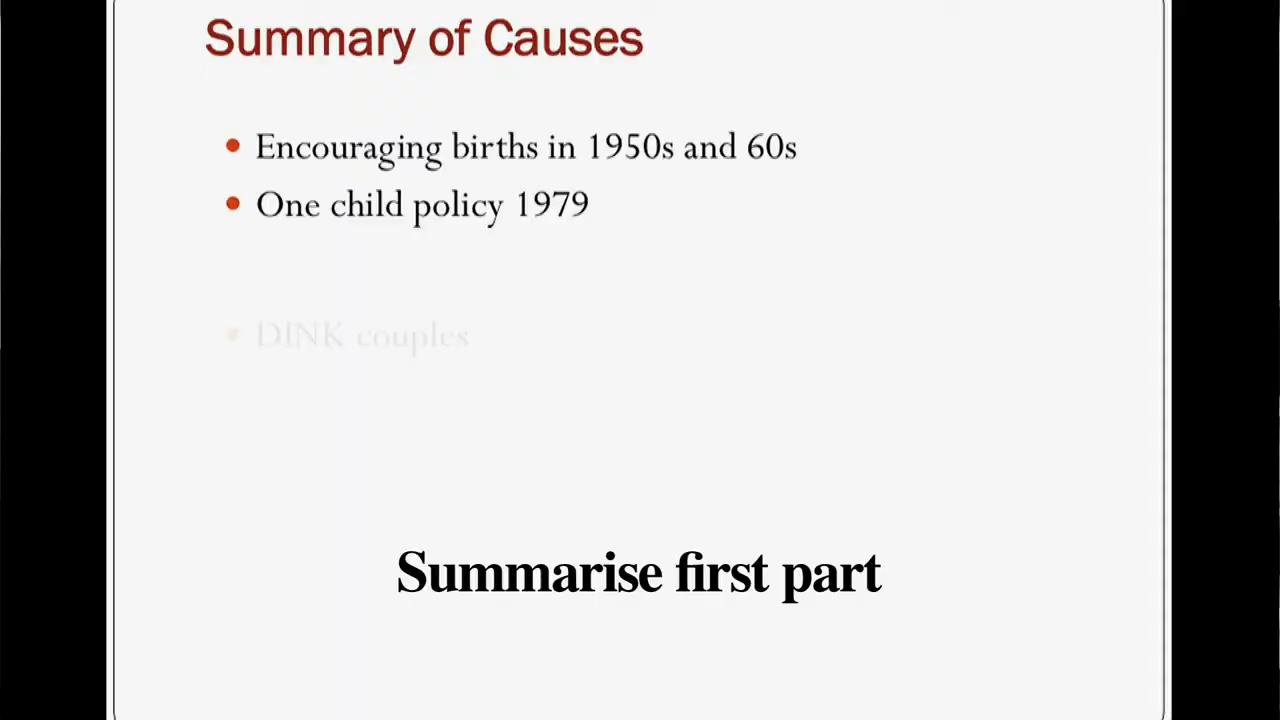 Summary of Causes
Encouraging births in 1950s and 60s
One child policy 1979
DINK couples
Summarise first part